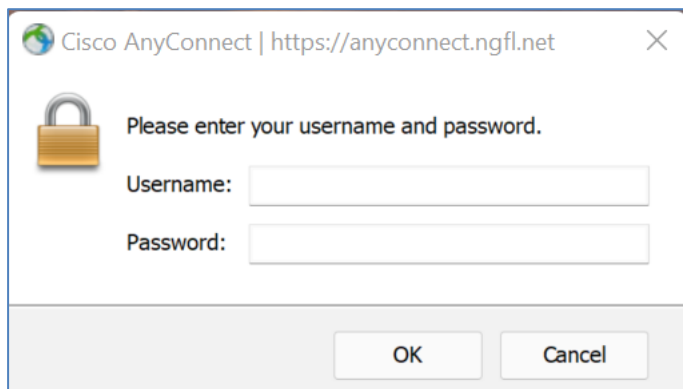 Cisco AnyConnect | https://anyconnect.ngfl.net
Please enter your username and password.
Username:
Password:
OK Cancel